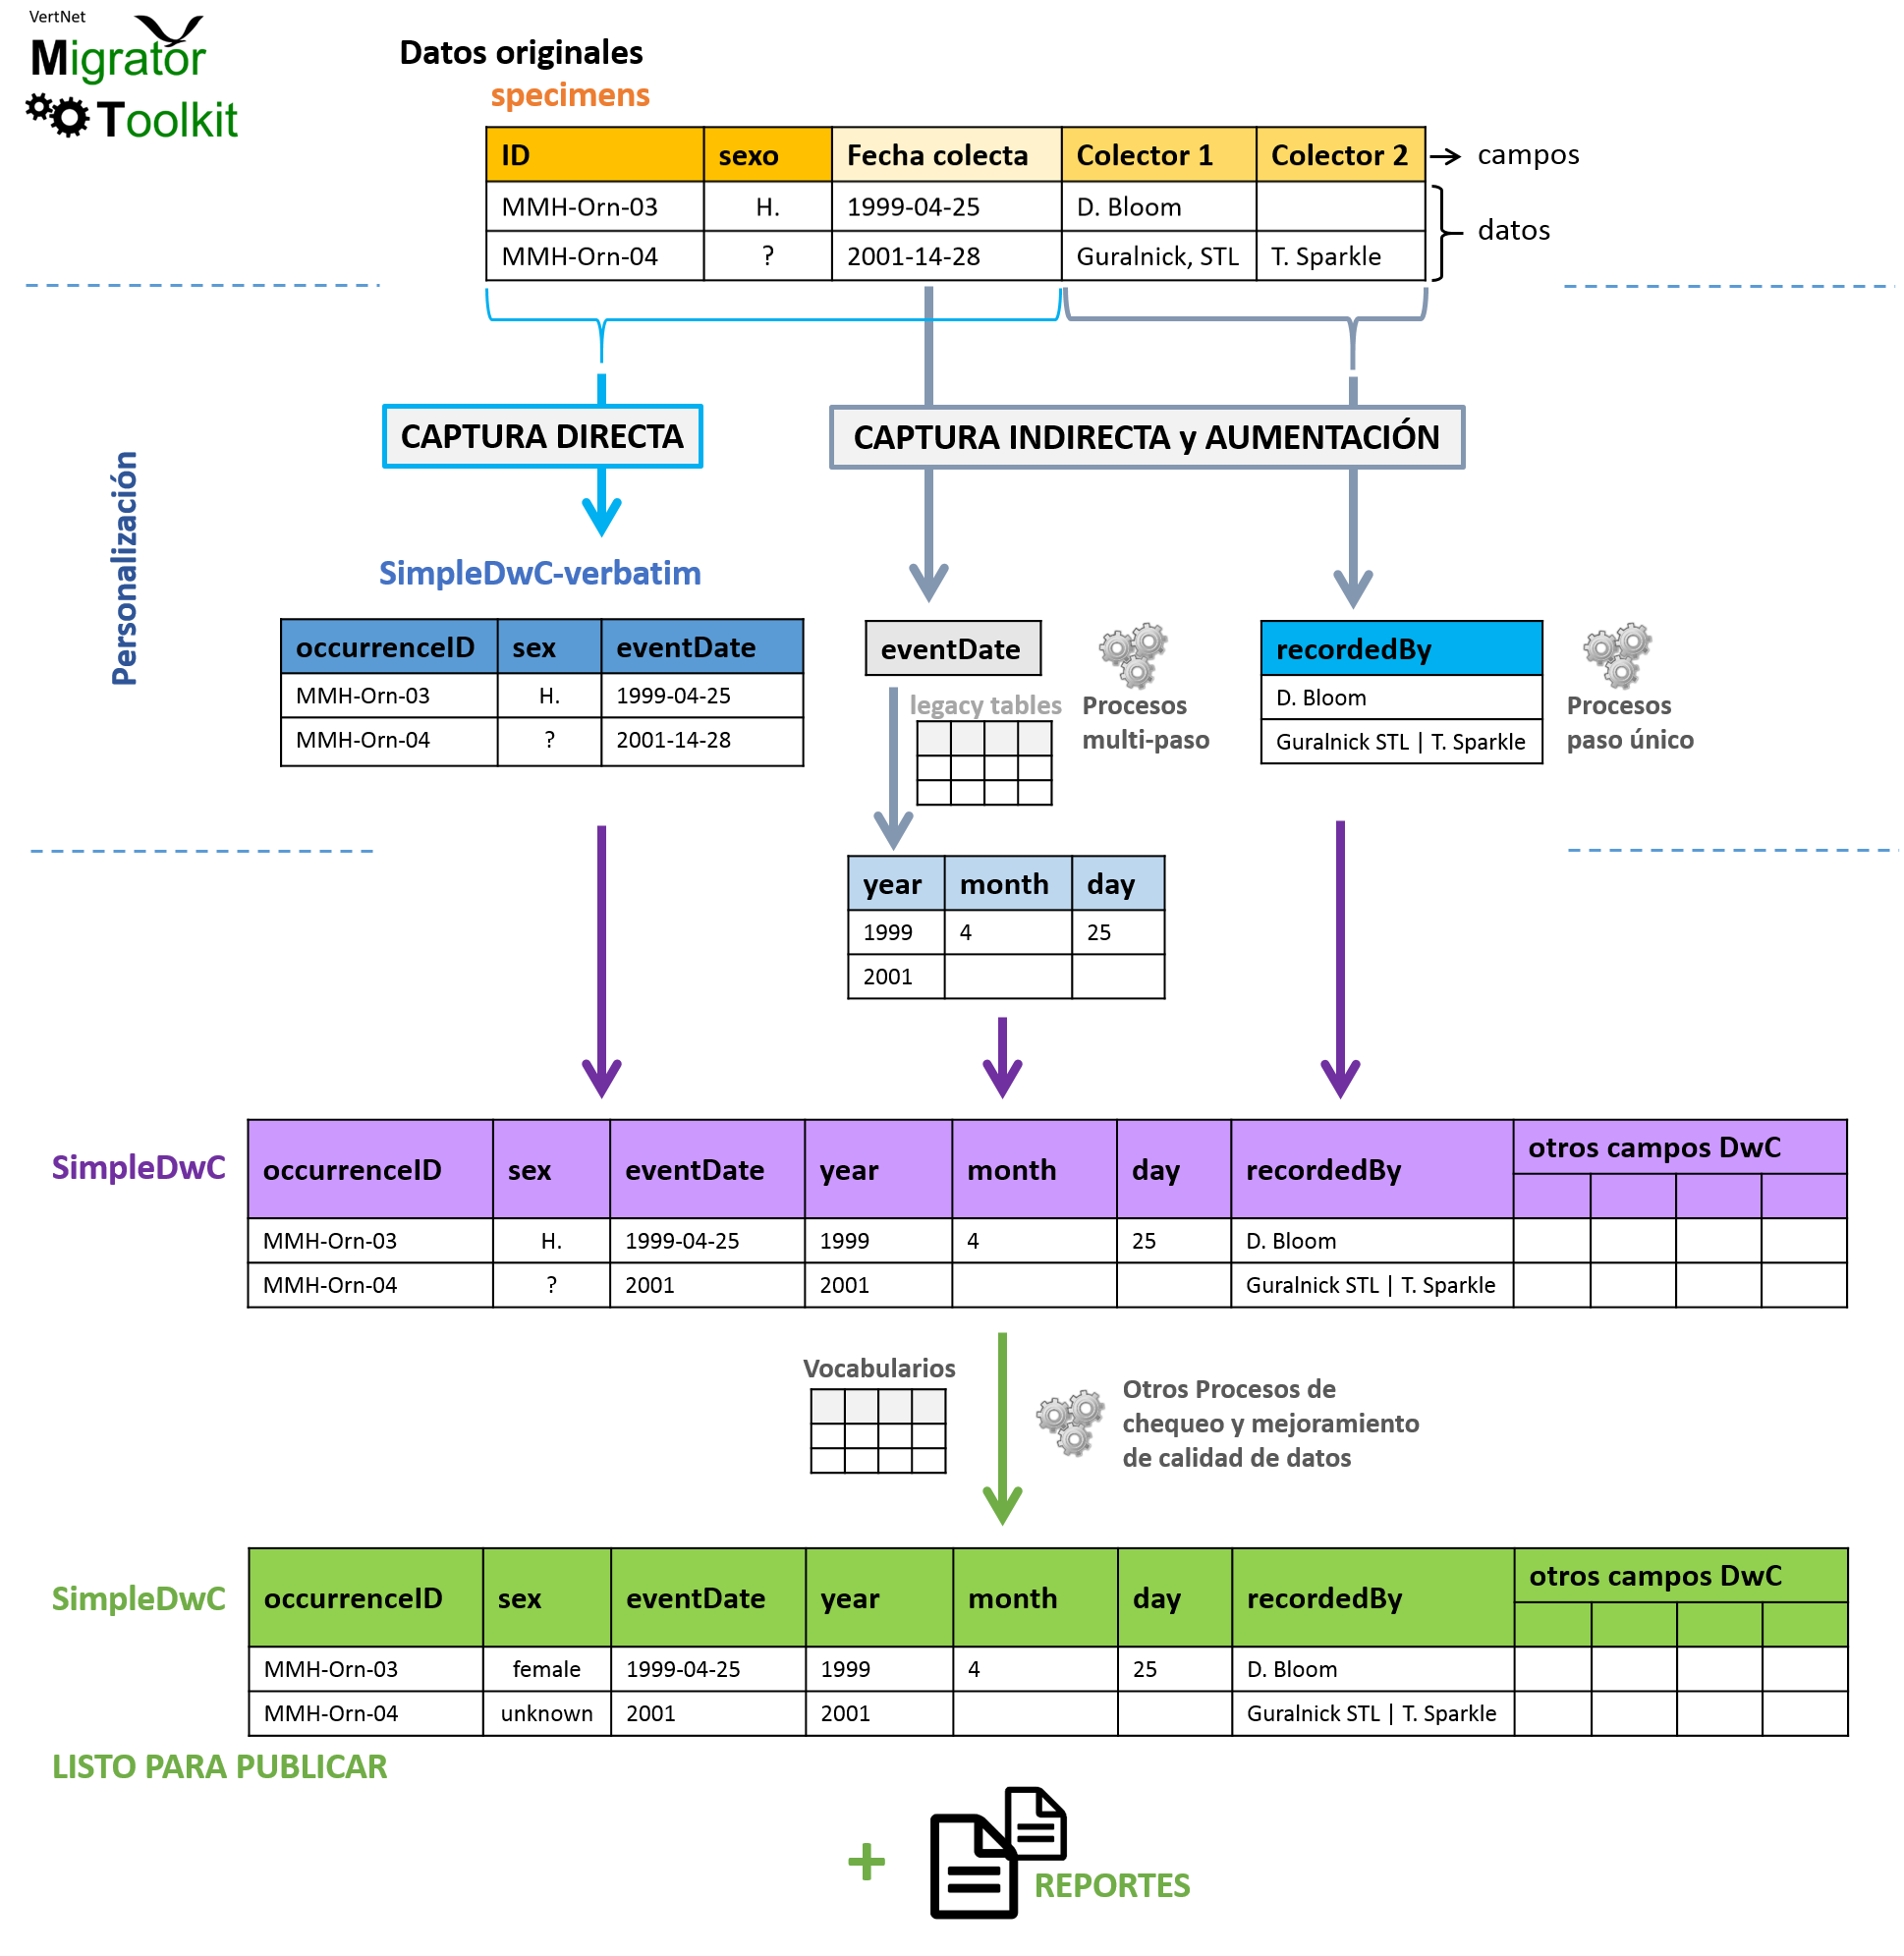 VertNet
Migrator
Toolkit
Datos originales
specimens
ID sexo Fecha colecta Colector 1 Colector 2
campos
MMH-Orn-03 H. 1999-04-25 D. Bloom
MMH-Orn-04 ? 2001-14-28 Guralnick, STL T. Sparkle
datos
Personalización
CAPTURA DIRECTA
CAPTURA INDIRECTA y AUMENTACIÓN
SimpleDwC-verbatim
occurrenceID sex eventDate
MMH-Orn-03 H. 1999-04-25
MMH-Orn-04 ? 2001-14-28
eventDate
legacy tables
Procesos
multi-paso
recordedBy
D. Bloom
Guralnick STL | T. Sparkle
Procesos
paso único
year month day
1999 4 25
2001
SimpleDwC
occurrenceID sex eventDate year month day recordedBy otros campos DwC
MMH-Orn-03 H. 1999-04-25 1999 4 25 D. Bloom
MMH-Orn-04 ? 2001 2001 Guralnick STL | T. Sparkle
Vocabularios
Otros Procesos de
chequeo y mejoramiento
de calidad de datos
SimpleDwC
occurrenceID sex eventDate year month day recordedBy otros campos DwC
MMH-Orn-03 female 1999-04-25 1999 4 25 D. Bloom
MMH-Orn-04 unknown 2001 2001 Guralnick STL | T. Sparkle
LISTO PARA PUBLICAR
+
REPORTES